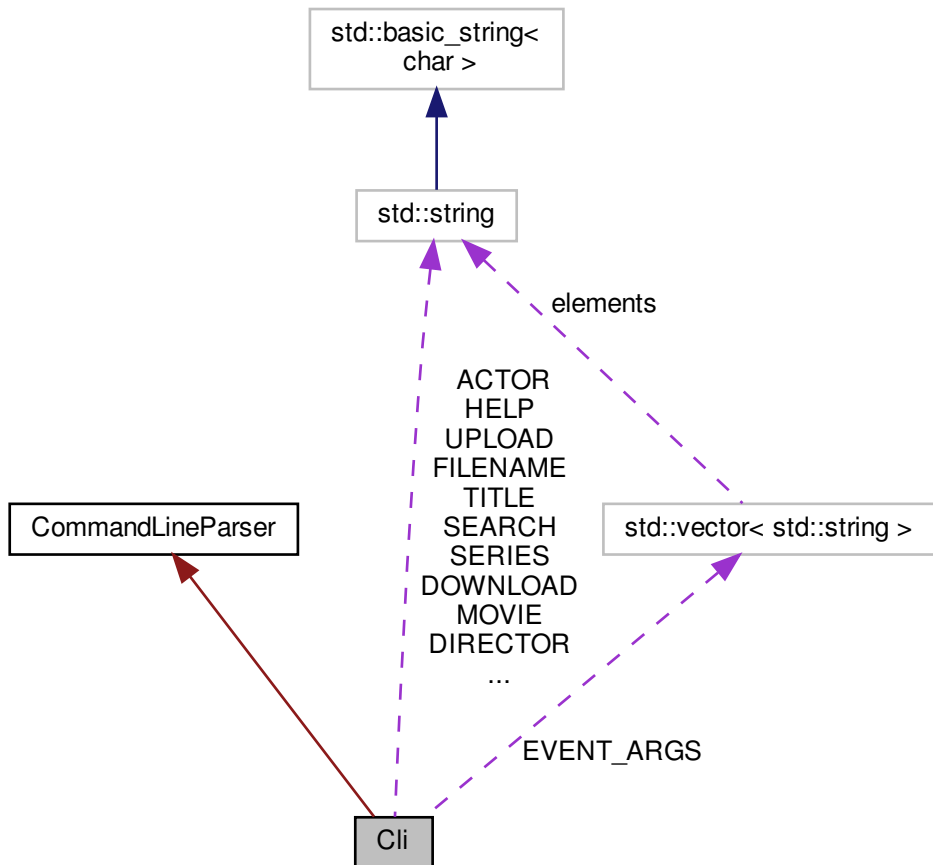 std::basic_string<
char >
std::string
elements
ACTOR
HELP
UPLOAD
FILENAME
TITLE
SEARCH
SERIES
DOWNLOAD
MOVIE
DIRECTOR
...
CommandLineParser
std::vector< std::string >
EVENT_ARGS
Cli